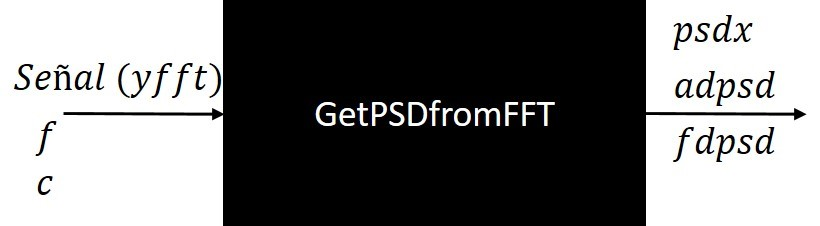 Señal (yfft)
f
c
GetPSDfromFFT
psdx
adpsd
fdpsd